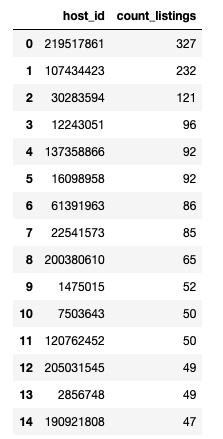 host_id count_listings
0 219517861 327
1 107434423 232
2 30283594 121
3 12243051 96
4 137358866 92
5 16098958 92
6 61391963 86
7 22541573 85
8 200380610 65
9 1475015 52
10 7503643 50
11 120762452 50
12 205031545 49
13 2856748 49
14 190921808 47